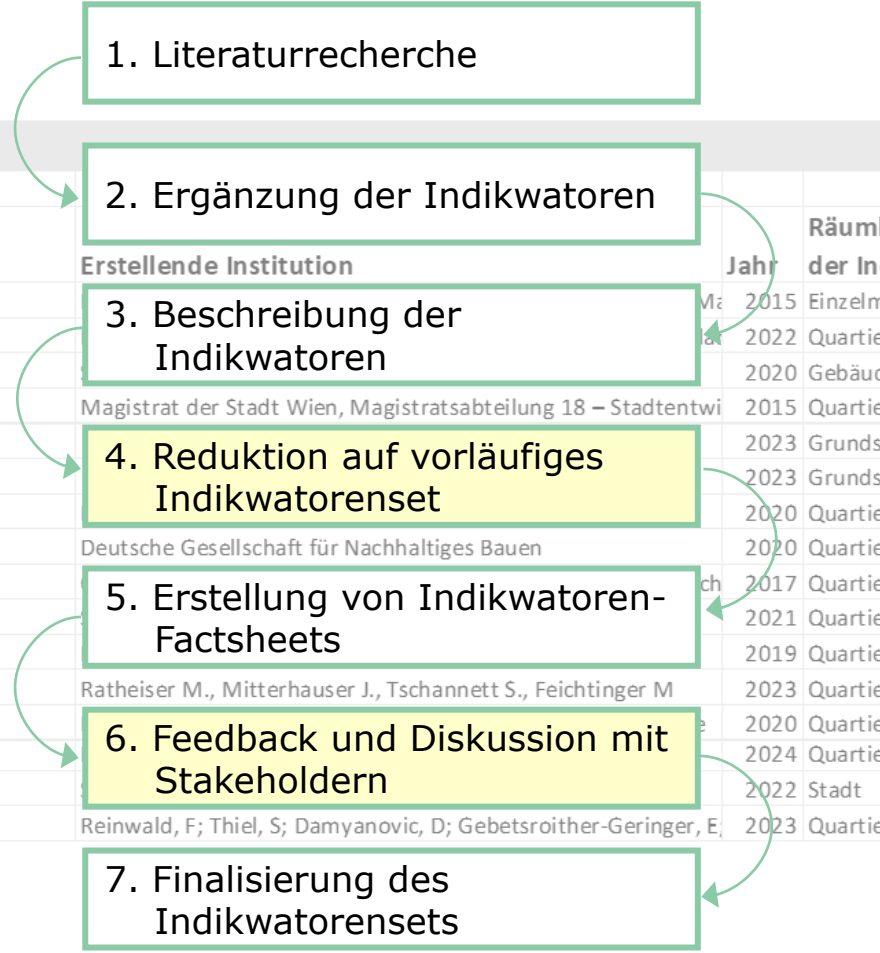 1. Literaturrecherche
2. Ergänzung der Indikwatoren
Räuml
Erstellende Institution Jahr der In
3. Beschreibung der
Indikwatoren
2015 Einzelm
2022 Quartie
2020 Gebäud
Magistrat der Stadt Wien, Magistratsabteilung 18 – Stadtentwi 2015 Quartie
4. Reduktion auf vorläufiges
Indikwatorenset
2023 Grunds
2023 Grunds
2020 Quartie
Deutsche Gesellschaft für Nachhaltiges Bauen 2020 Quartie
5. Erstellung von Indikwatoren-
Factsheets
ch 2017 Quartie
2021 Quartie
2019 Quartie
Ratheiser M., Mitterhauser J., Tschannett S., Feichtinger M 2023 Quartie
6. Feedback und Diskussion mit
Stakeholdern
e 2020 Quartie
2024 Quartie
2022 Stadt
Reinwald, F; Thiel, S; Damyanovic, D; Gebetsroither-Geringer, E; 2023 Quartie
7. Finalisierung des
Indikwatorensets